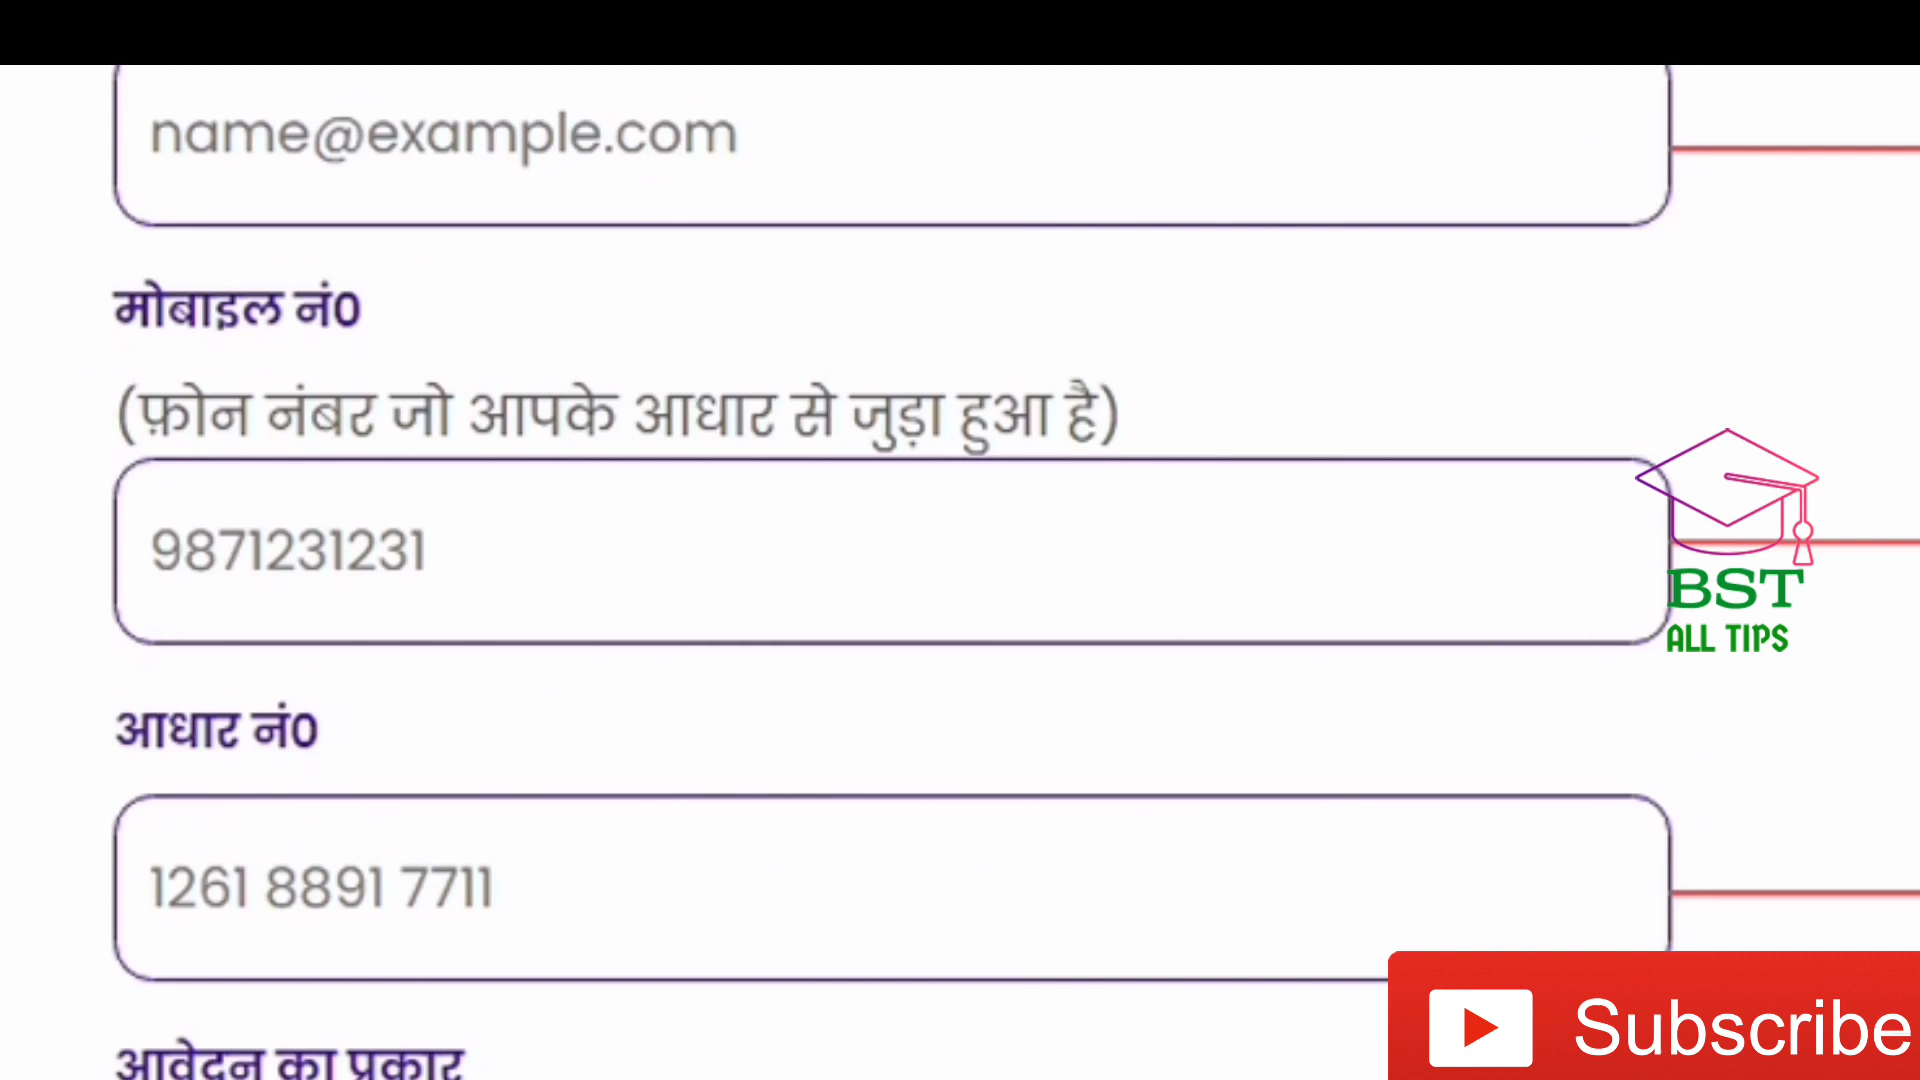 name@example.com
मोबाइल नं0
(फ़ोन नंबर जो आपके आधार से जुड़ा हुआ है)
9871231231
BST
ALL TIPS
आधार नं0
1261 8891 7711
Subscribe
आवेदन का प्रकार